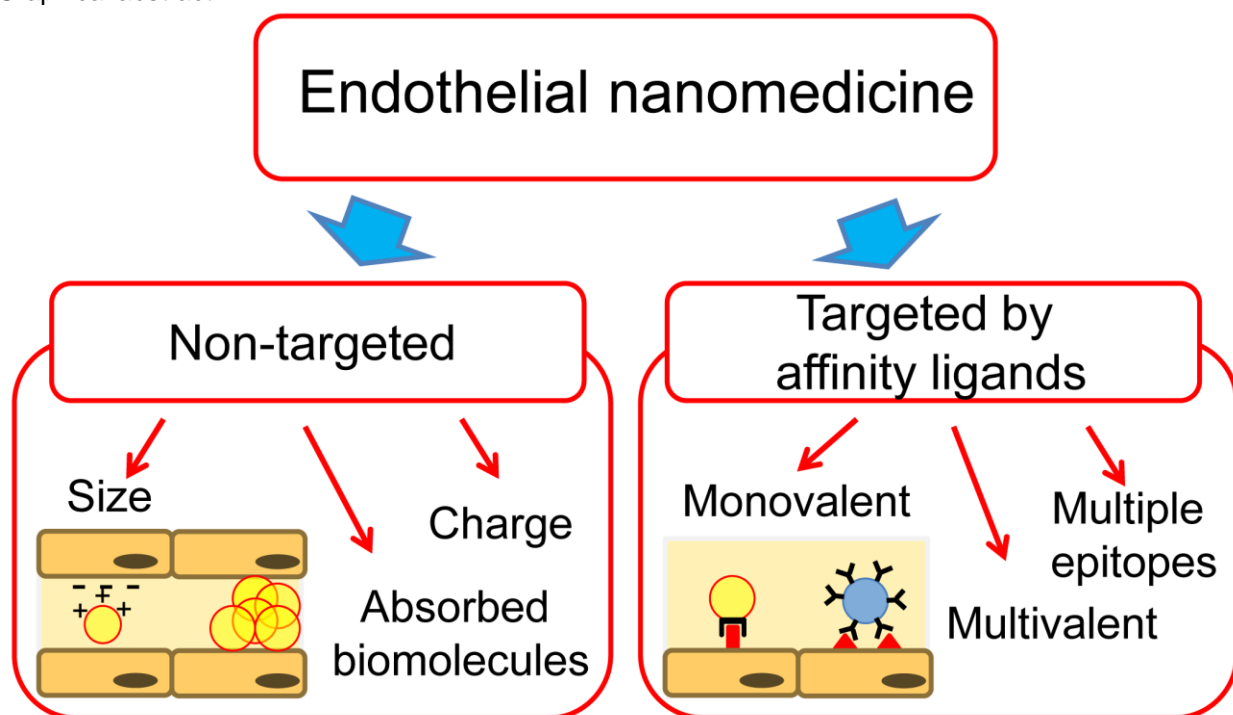 Endothelial nanomedicine
Non-targeted
Targeted by
affinity ligands
Size
Charge
Absorbed
biomolecules
- - - -
+ + +
Monovalent
Multiple
epitopes
Multivalent